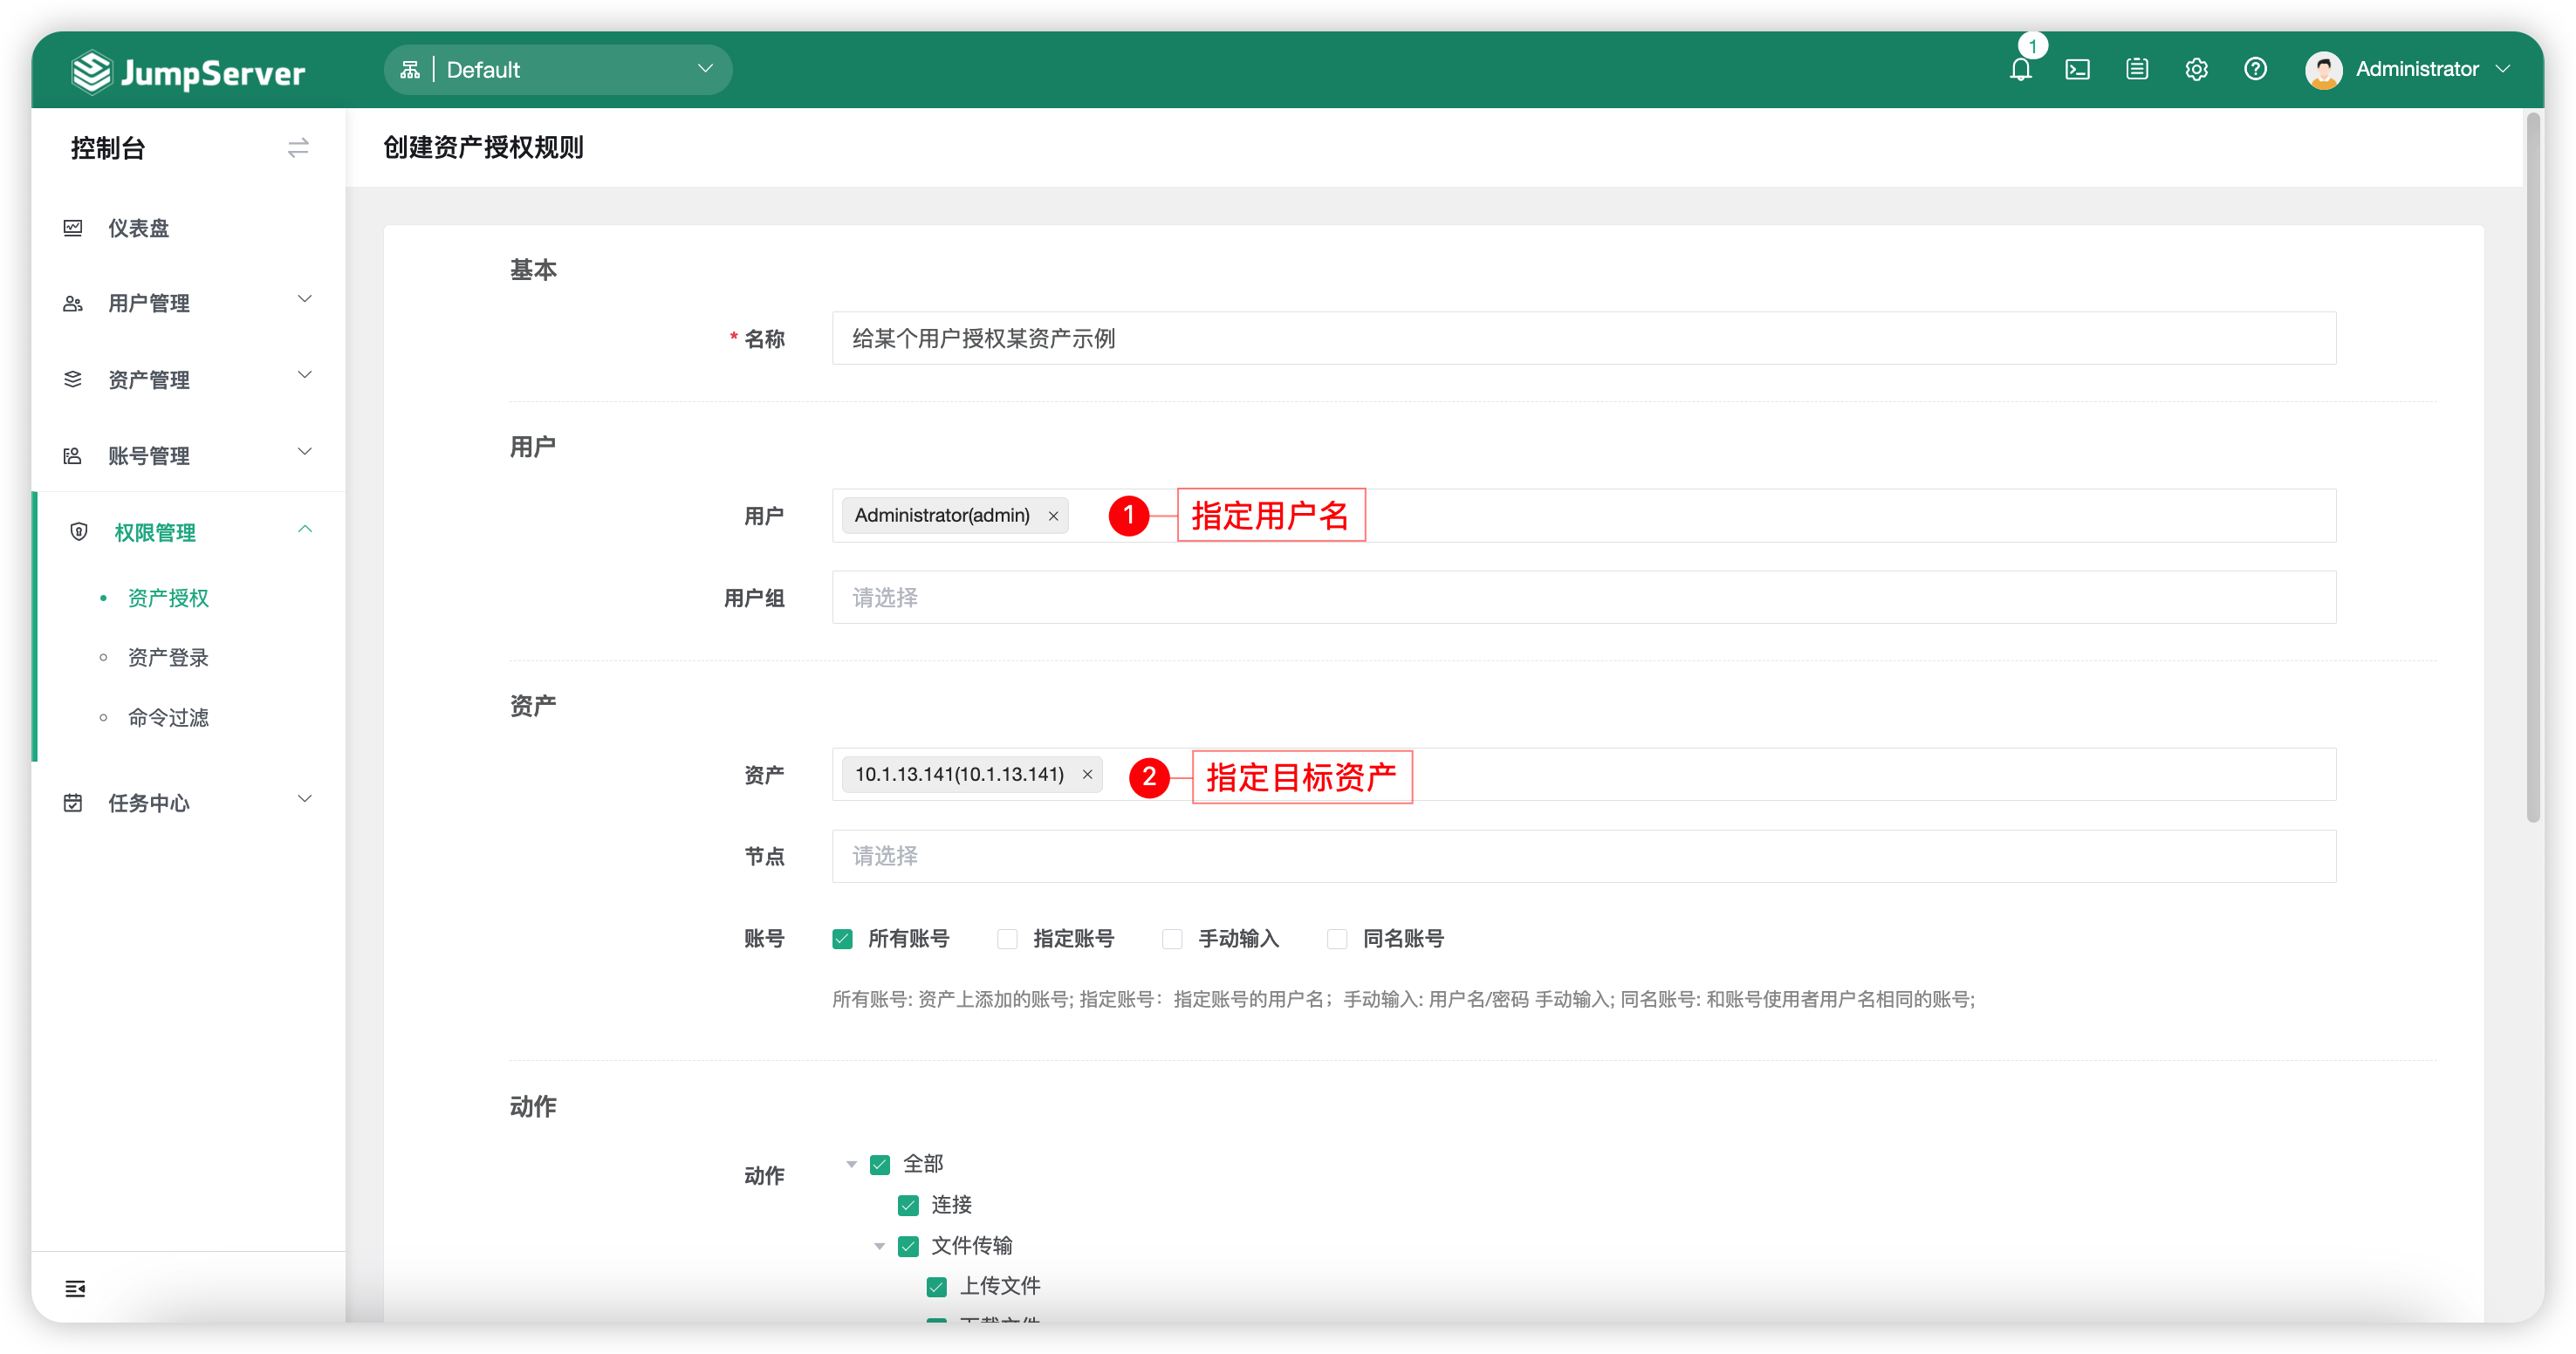 JumpServer
Default
1
Administrator
控制台
仪表盘
用户管理
资产管理
账号管理
权限管理
资产授权
资产登录
命令过滤
任务中心
创建资产授权规则
基本
* 名称 给某个用户授权某资产示例
用户
用户 Administrator(admin) × 1 指定用户名
用户组 请选择
资产
资产 10.1.13.141(10.1.13.141) × 2 指定目标资产
节点 请选择
账号 所有账号 指定账号 手动输入 同名账号
所有账号: 资产上添加的账号; 指定账号：指定账号的用户名；手动输入: 用户名/密码 手动输入; 同名账号: 和账号使用者用户名相同的账号;
动作
动作 全部
连接
文件传输
上传文件